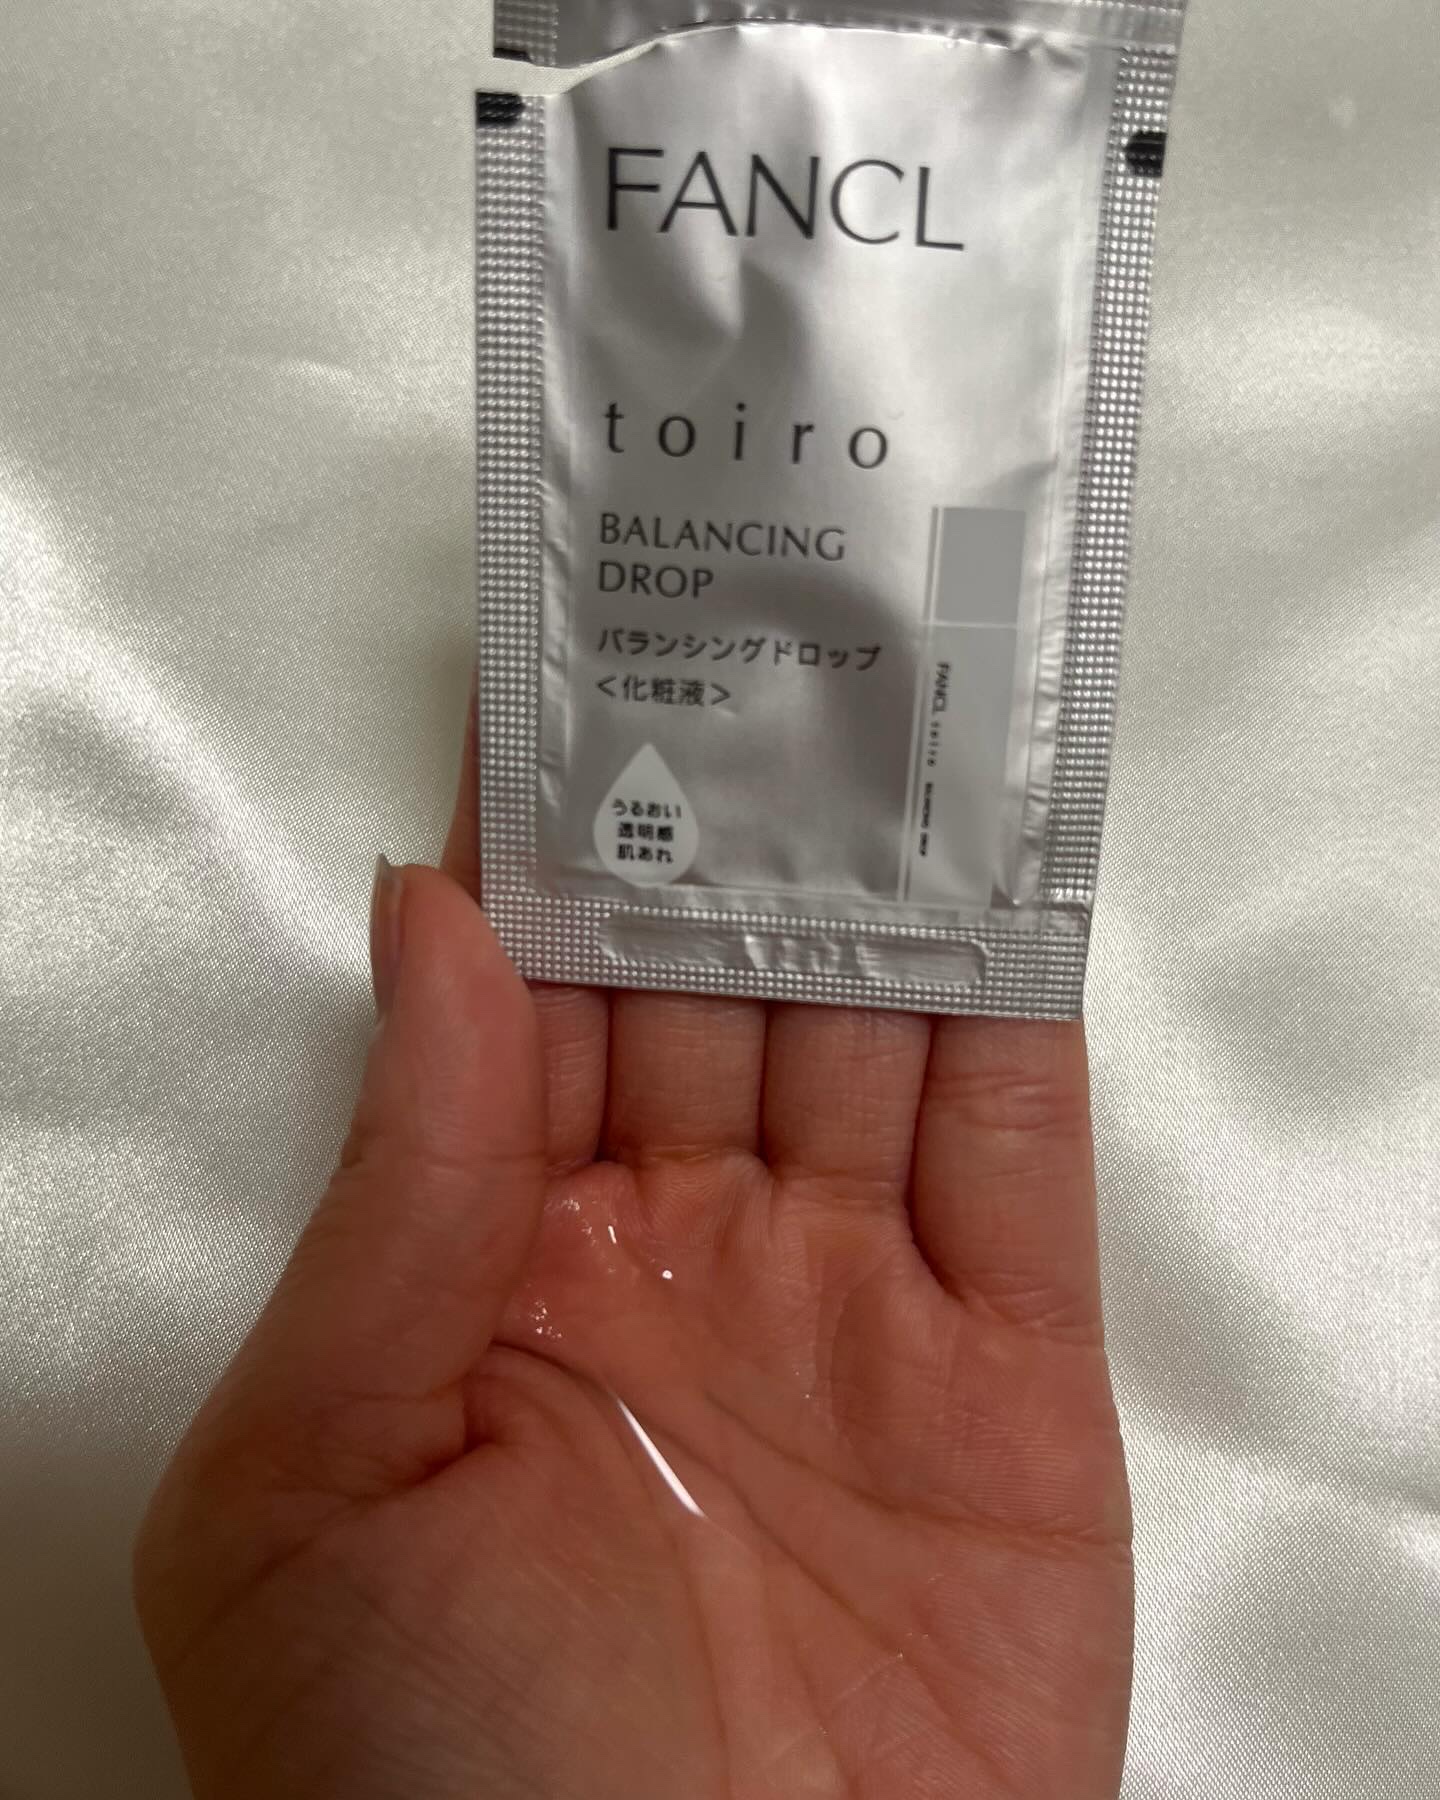 FANCL
toiro
BALANCING
DROP
バランシングドロップ
<化粧液>
うるおい
透明感
肌あれ
FANCL toiro